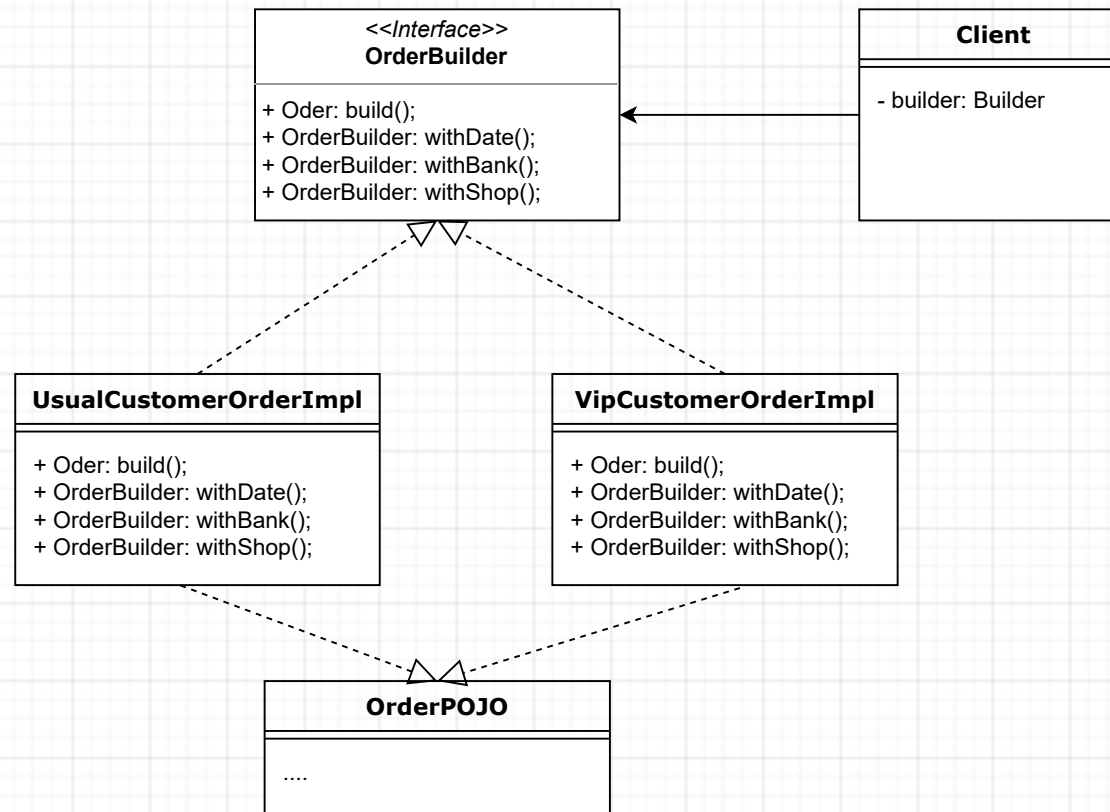 <<Interface>>
OrderBuilder
+ Oder: build();
+ OrderBuilder: withDate();
+ OrderBuilder: withBank();
+ OrderBuilder: withShop();
Client
- builder: Builder
UsualCustomerOrderImpl
+ Oder: build();
+ OrderBuilder: withDate();
+ OrderBuilder: withBank();
+ OrderBuilder: withShop();
VipCustomerOrderImpl
+ Oder: build();
+ OrderBuilder: withDate();
+ OrderBuilder: withBank();
+ OrderBuilder: withShop();
OrderPOJO
....